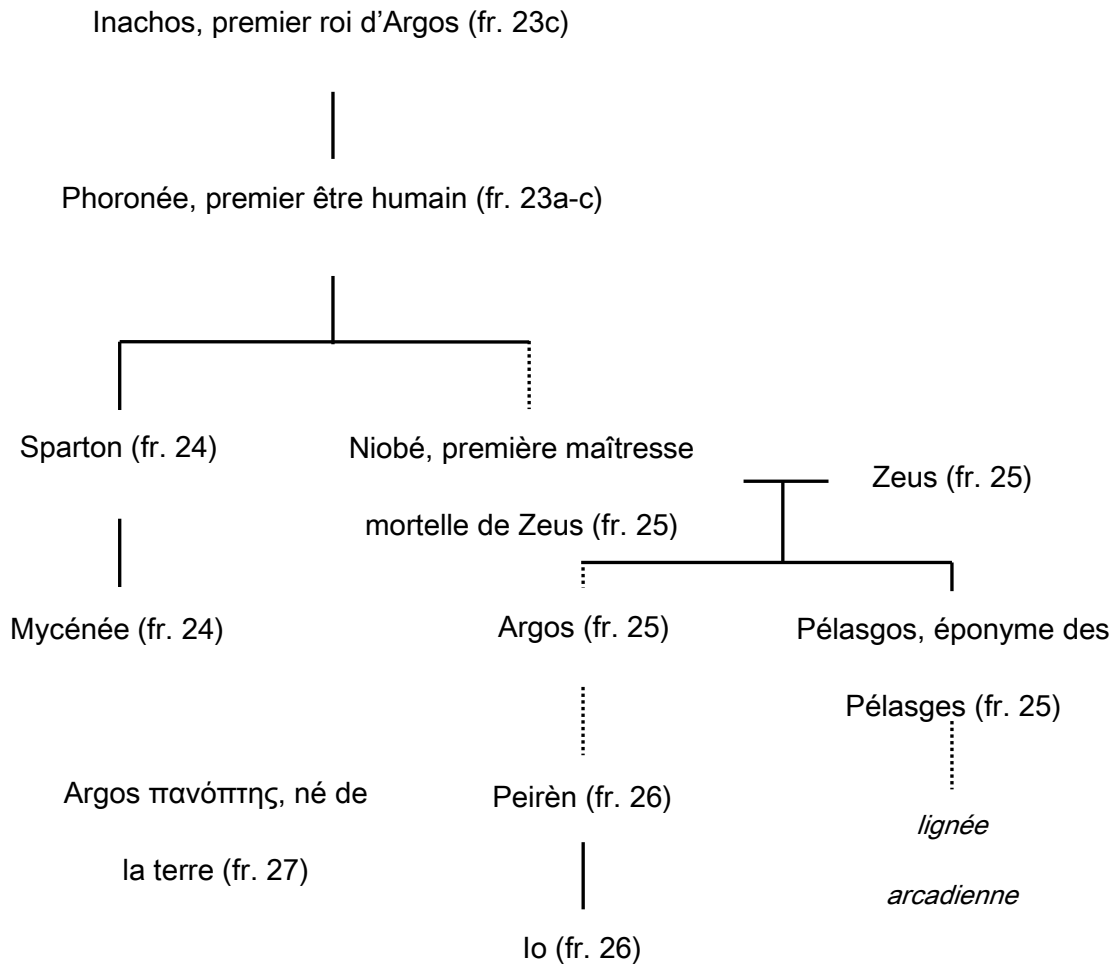 Inachos, premier roi d’Argos (fr. 23c)
Phoronée, premier être humain (fr. 23a-c)
Sparton (fr. 24)
Niobé, première maîtresse
mortelle de Zeus (fr. 25)
Zeus (fr. 25)
Mycénée (fr. 24)
Argos (fr. 25)
Pélasgos, éponyme des
Pélasges (fr. 25)
Argos πανόπτης, né de
la terre (fr. 27)
Peirèn (fr. 26)
lignée
arcadienne
Io (fr. 26)